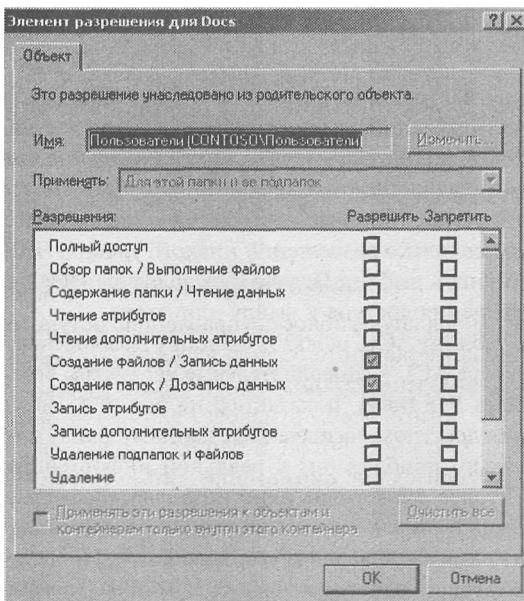 Элемент разрешения для Docs
Объект
Это разрешение унаследовано из родительского объекта.
Имя: Пользователи (CONTOSO\Пользователи) Изменить...
Применять: Для этой папки и ее подпапок
Разрешения: Разрешить Запретить
Полный доступ
Обзор папок / Выполнение файлов
Содержание папки / Чтение данных
Чтение атрибутов
Чтение дополнительных атрибутов
Создание файлов / Запись данных
Создание папок / Дозапись данных
Запись атрибутов
Запись дополнительных атрибутов
Удаление подпапок и файлов
Удаление
Применять эти разрешения к объектам и
контейнерам только внутри этого контейнера
Очистить все
OK Отмена